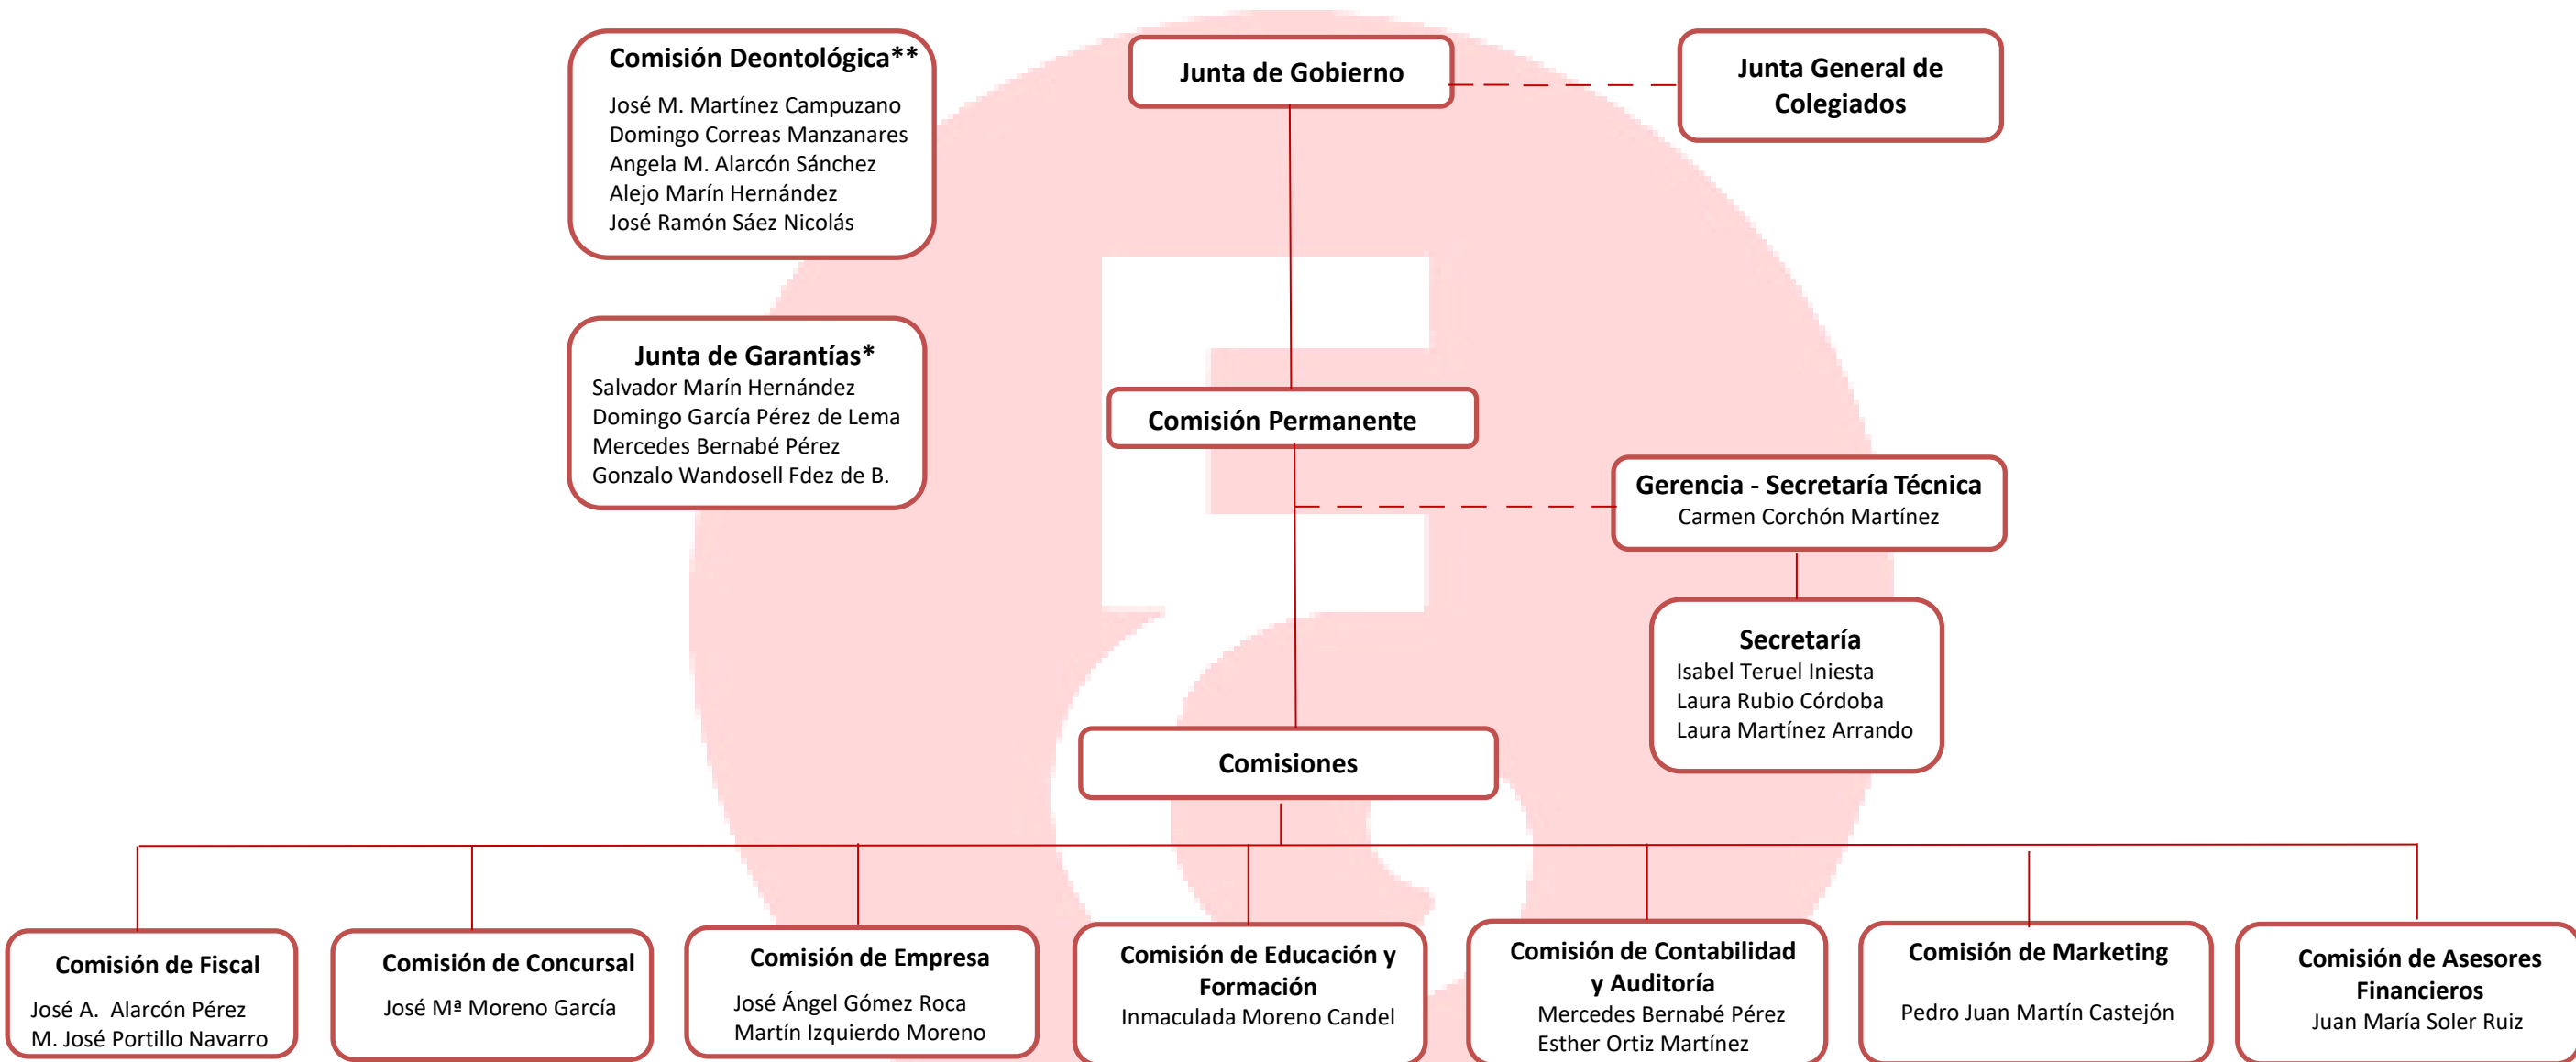 Comisión Deontológica**
José M. Martínez Campuzano
Domingo Correas Manzanares
Angela M. Alarcón Sánchez
Alejo Marín Hernández
José Ramón Sáez Nicolás
Junta de Gobierno
Junta General de
Colegiados
Junta de Garantías*
Salvador Marín Hernández
Domingo García Pérez de Lema
Mercedes Bernabé Pérez
Gonzalo Wandosell Fdez de B.
Comisión Permanente
Gerencia - Secretaría Técnica
Carmen Corchón Martínez
Secretaría
Isabel Teruel Iniesta
Laura Rubio Córdoba
Laura Martínez Arrando
Comisiones
Comisión de Fiscal
José A. Alarcón Pérez
M. José Portillo Navarro
Comisión de Concursal
José Mª Moreno García
Comisión de Empresa
José Ángel Gómez Roca
Martín Izquierdo Moreno
Comisión de Educación y
Formación
Inmaculada Moreno Candel
Comisión de Contabilidad
y Auditoría
Mercedes Bernabé Pérez
Esther Ortiz Martínez
Comisión de Marketing
Pedro Juan Martín Castejón
Comisión de Asesores
Financieros
Juan María Soler Ruiz